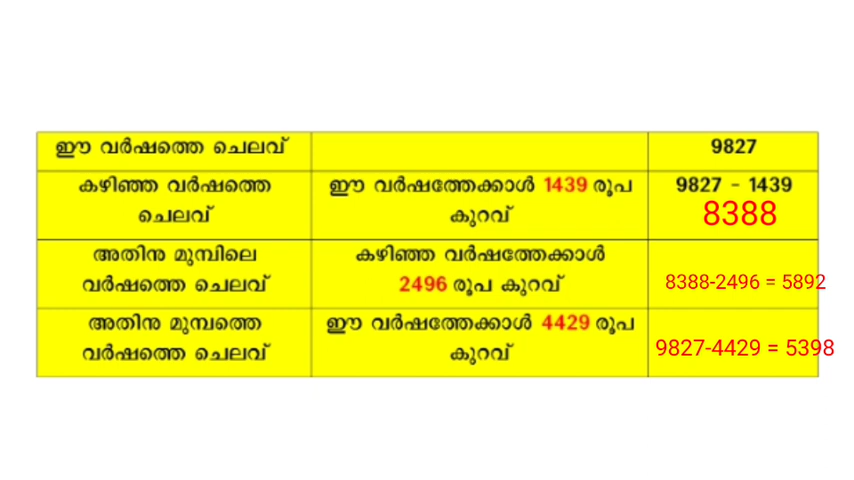 ഈ വർഷത്തെ ചെലവ്
9827
കഴിഞ്ഞ വർഷത്തെ
ചെലവ്
ഈ വർഷത്തേക്കാൾ 1439 രൂപ
കുറവ്
9827 - 1439
8388
അതിനു മുമ്പിലെ
വർഷത്തെ ചെലവ്
കഴിഞ്ഞ വർഷത്തേക്കാൾ
2496 രൂപ കുറവ്
8388-2496 = 5892
അതിനു മുമ്പത്തെ
വർഷത്തെ ചെലവ്
ഈ വർഷത്തേക്കാൾ 4429 രൂപ
കുറവ്
9827-4429 = 5398